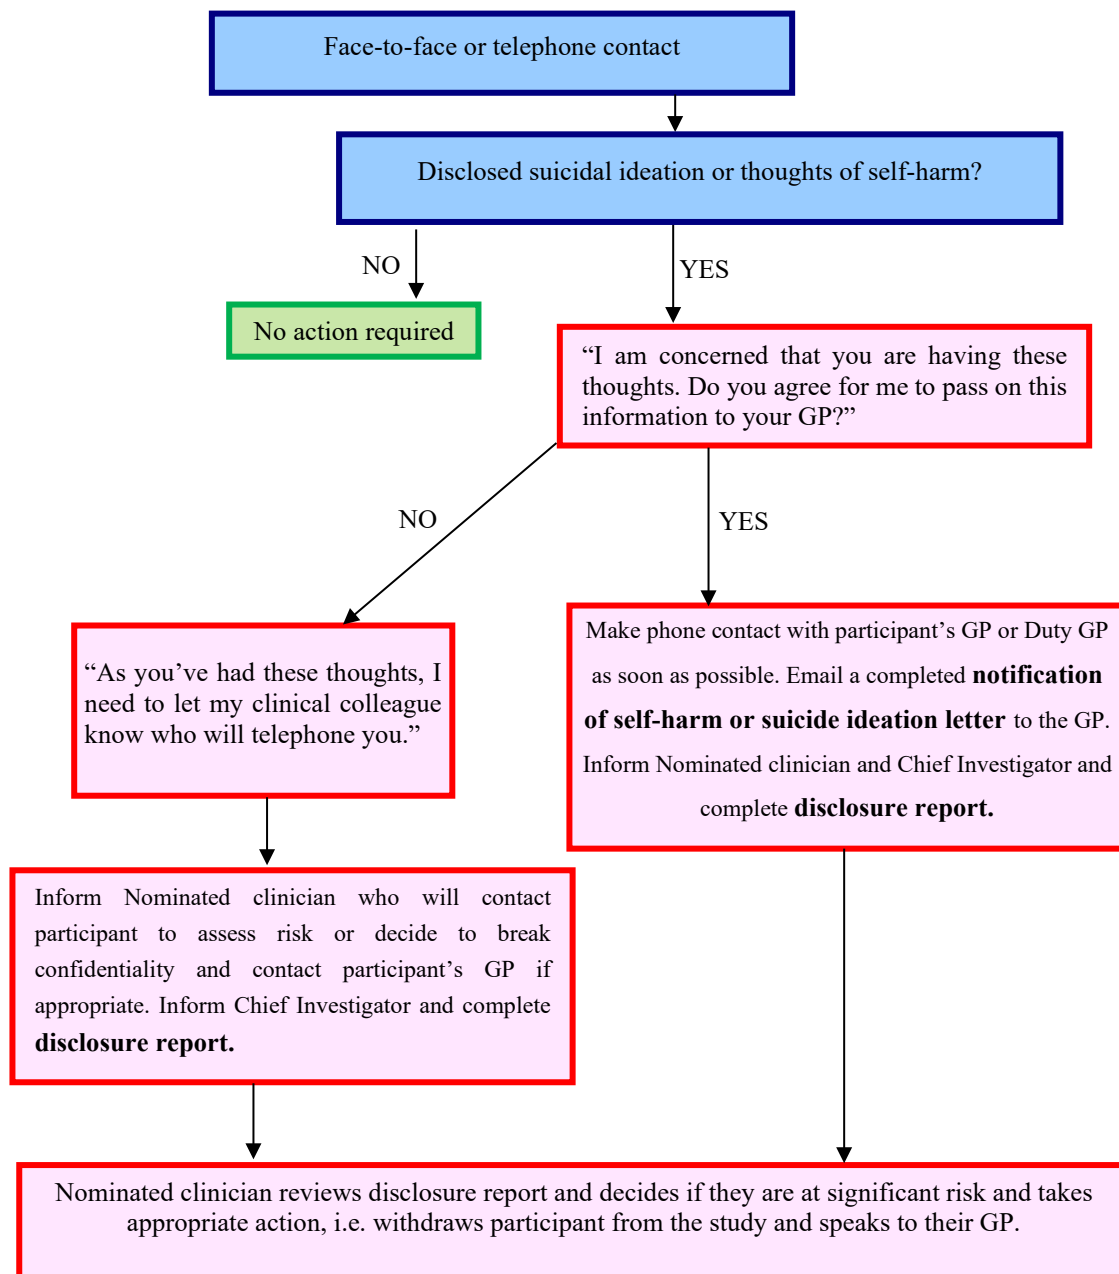 Face-to-face or telephone contact
Disclosed suicidal ideation or thoughts of self-harm?
NO
YES
No action required
“I am concerned that you are having these
thoughts. Do you agree for me to pass on this
information to your GP?”
NO
YES
“As you’ve had these thoughts, I
need to let my clinical colleague
know who will telephone you.”
Make phone contact with participant’s GP or Duty GP
as soon as possible. Email a completed notification
of self-harm or suicide ideation letter to the GP.
Inform Nominated clinician and Chief Investigator and
complete disclosure report.
Inform Nominated clinician who will contact
participant to assess risk or decide to break
confidentiality and contact participant’s GP if
appropriate. Inform Chief Investigator and complete
disclosure report.
Nominated clinician reviews disclosure report and decides if they are at significant risk and takes
appropriate action, i.e. withdraws participant from the study and speaks to their GP.